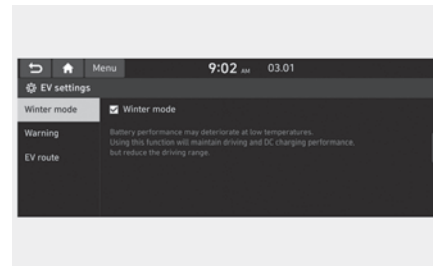 Menu 9:02 AM 03.01
EV settings
Winter mode
Winter mode
Warning
Battery performance may deteriorate at low temperatures.
Using this function will maintain driving and DC charging performance.
but reduce the driving range.
EV route